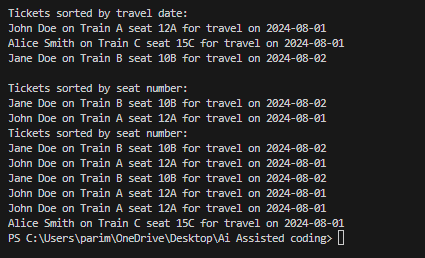 Tickets sorted by travel date:
John Doe on Train A seat 12A for travel on 2024-08-01
Alice Smith on Train C seat 15C for travel on 2024-08-01
Jane Doe on Train B seat 10B for travel on 2024-08-02
Tickets sorted by seat number:
Jane Doe on Train B seat 10B for travel on 2024-08-02
John Doe on Train A seat 12A for travel on 2024-08-01
Tickets sorted by seat number:
Jane Doe on Train B seat 10B for travel on 2024-08-02
John Doe on Train A seat 12A for travel on 2024-08-01
Jane Doe on Train B seat 10B for travel on 2024-08-02
John Doe on Train A seat 12A for travel on 2024-08-01
John Doe on Train A seat 12A for travel on 2024-08-01
Alice Smith on Train C seat 15C for travel on 2024-08-01
PS C:\Users\parim\OneDrive\Desktop\Ai Assisted coding>